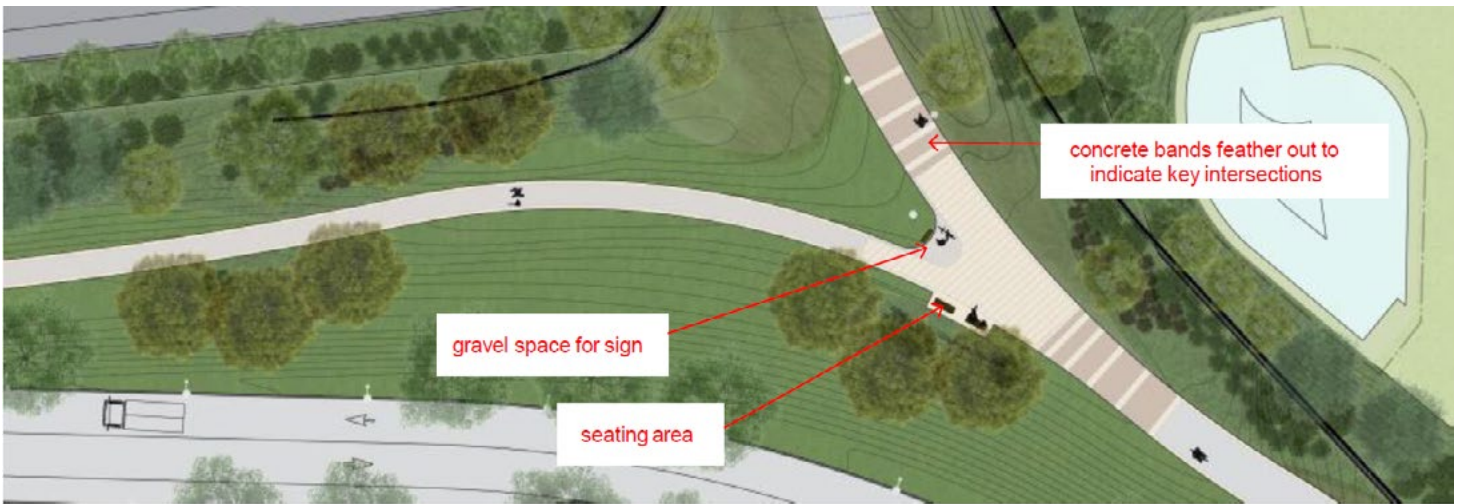 concrete bands feather out to
indicate key intersections
gravel space for sign
seating area